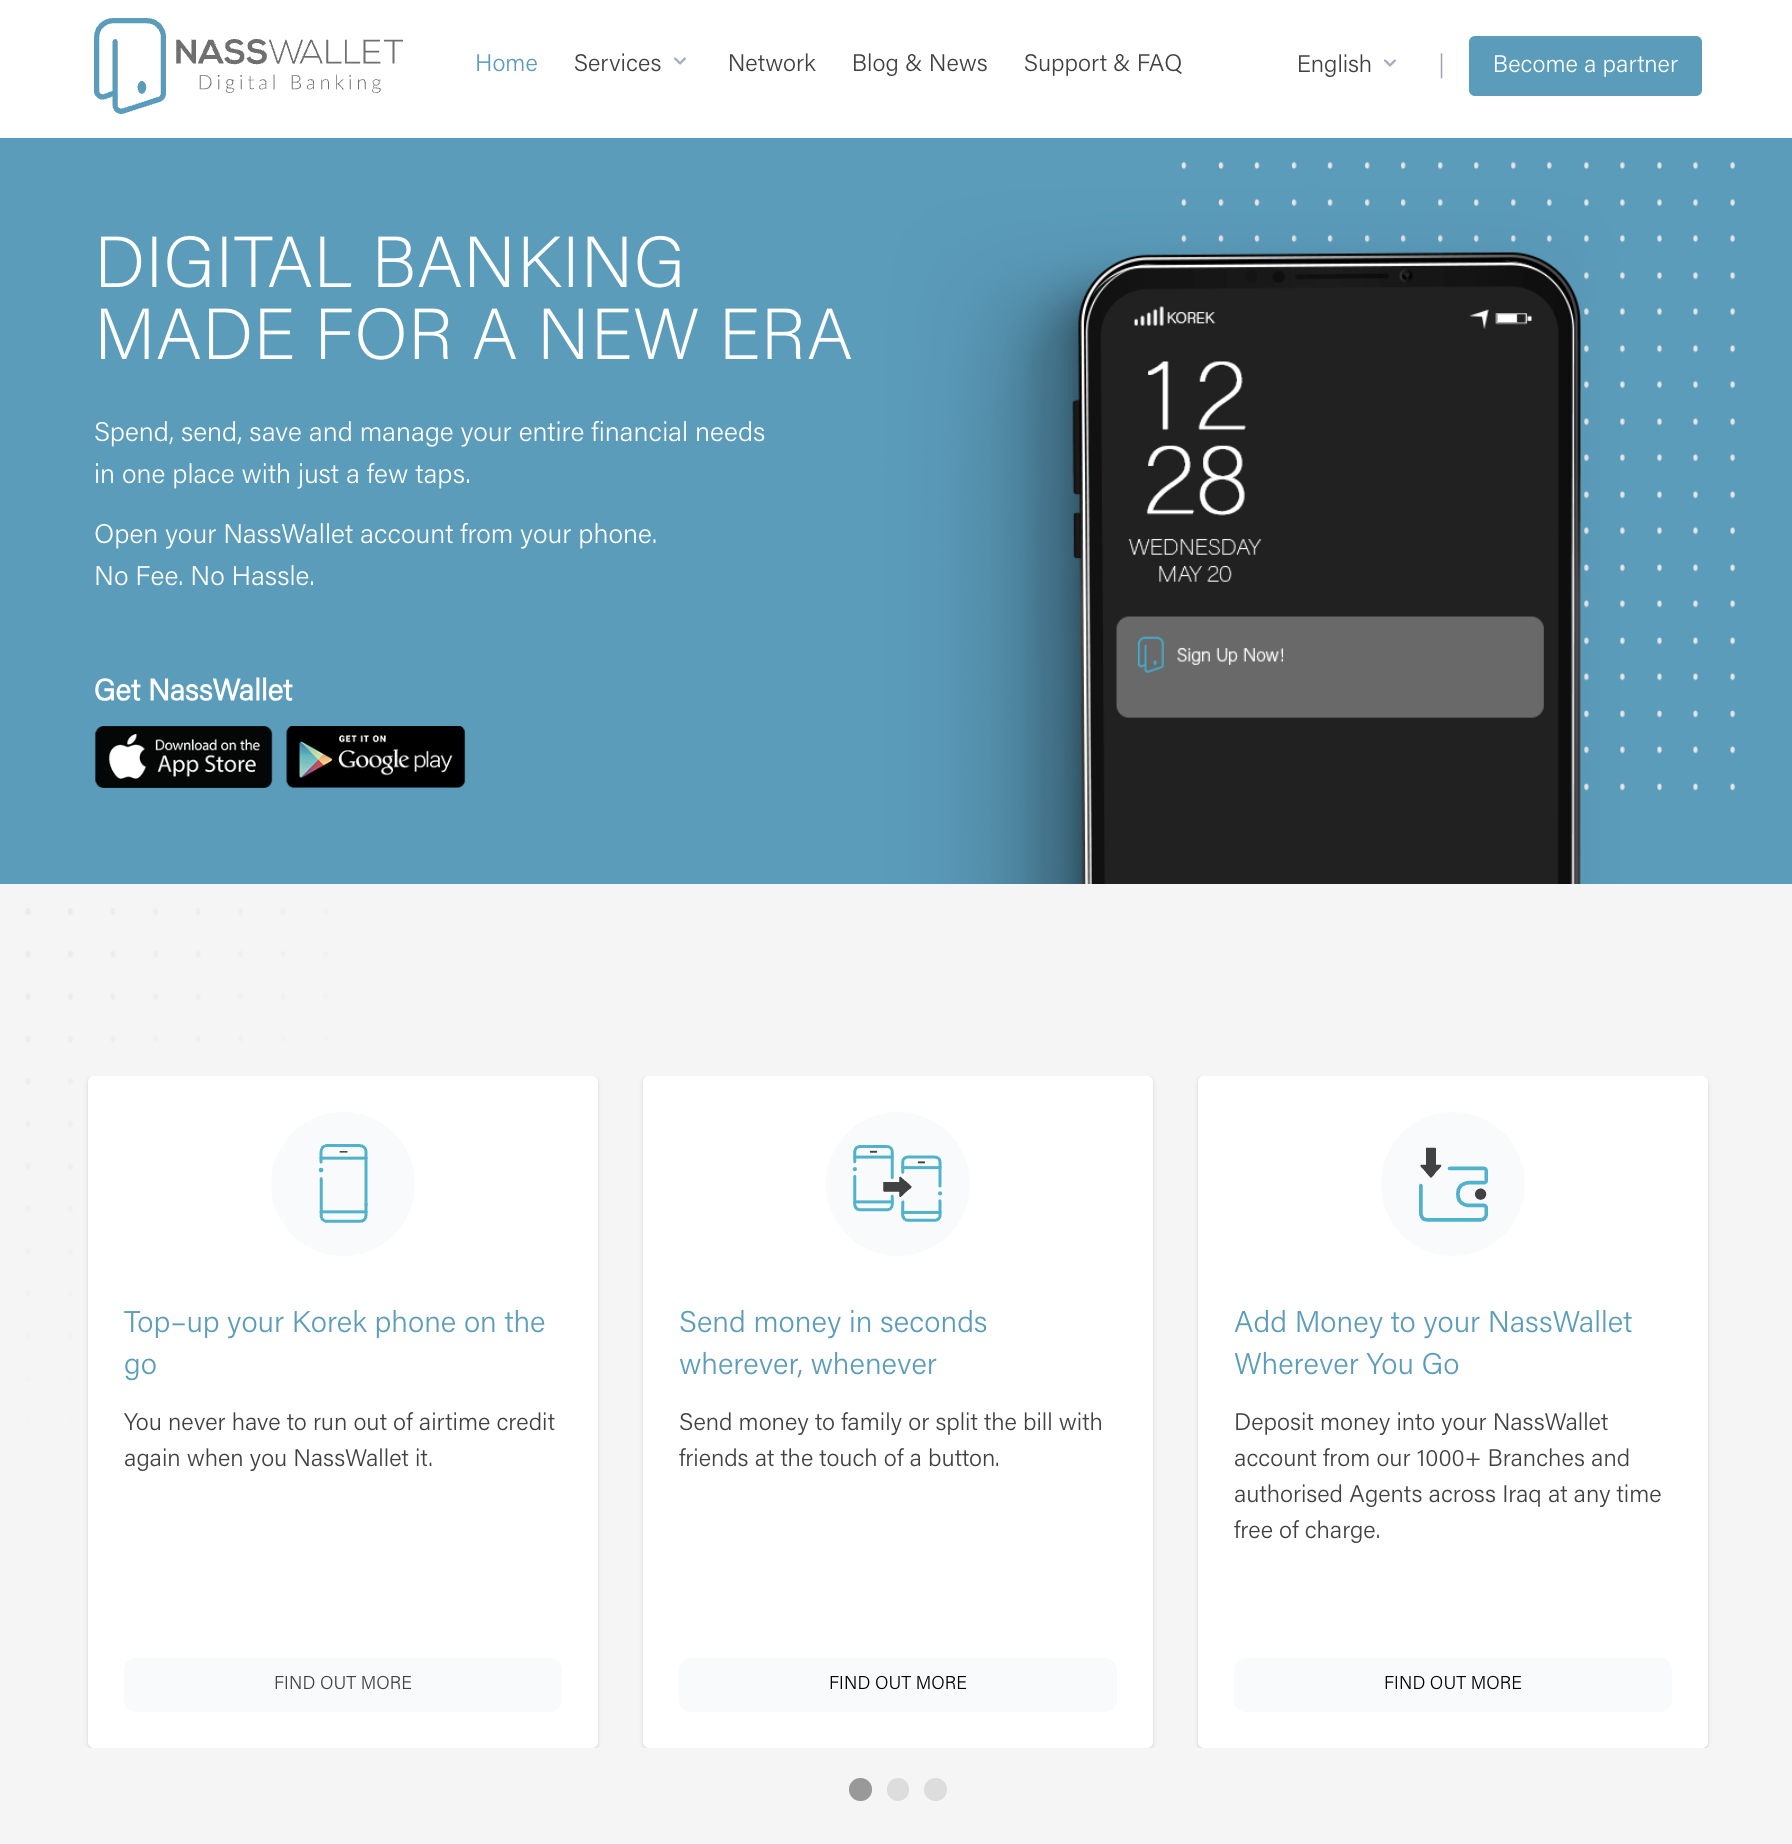 NASSWALLET
Digital Banking
Home
Services
Network
Blog & News
Support & FAQ
English
|
Become a partner
DIGITAL BANKING
MADE FOR A NEW ERA
Spend, send, save and manage your entire financial needs
in one place with just a few taps.
Open your NassWallet account from your phone.
No Fee. No Hassle.
Get NassWallet
Download on the
App Store
GET IT ON
Google play
KOREK
12
28
WEDNESDAY
MAY 20
Sign Up Now!
Top-up your Korek phone on the
go
You never have to run out of airtime credit
again when you NassWallet it.
FIND OUT MORE
Send money in seconds
wherever, whenever
Send money to family or split the bill with
friends at the touch of a button.
FIND OUT MORE
Add Money to your NassWallet
Wherever You Go
Deposit money into your NassWallet
account from our 1000+ Branches and
authorised Agents across Iraq at any time
free of charge.
FIND OUT MORE